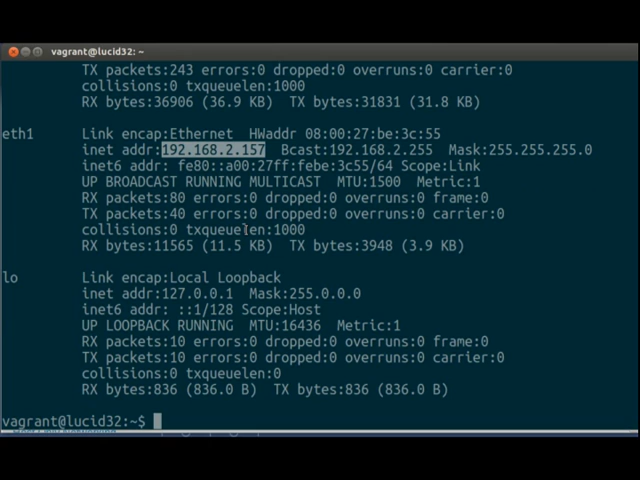 vagrant@lucid32: ~
TX packets:243 errors:0 dropped:0 overruns:0 carrier:0
collisions:0 txqueuelen:1000
RX bytes:36906 (36.9 KB)  TX bytes:31831 (31.8 KB)
eth1      Link encap:Ethernet  HWaddr 08:00:27:be:3c:55
inet addr:192.168.2.157  Bcast:192.168.2.255  Mask:255.255.255.0
inet6 addr: fe80::a00:27ff:febe:3c55/64 Scope:Link
UP BROADCAST RUNNING MULTICAST  MTU:1500  Metric:1
RX packets:80 errors:0 dropped:0 overruns:0 frame:0
TX packets:40 errors:0 dropped:0 overruns:0 carrier:0
collisions:0 txqueuelen:1000
RX bytes:11565 (11.5 KB)  TX bytes:3948 (3.9 KB)
lo        Link encap:Local Loopback
inet addr:127.0.0.1  Mask:255.0.0.0
inet6 addr: ::1/128 Scope:Host
UP LOOPBACK RUNNING  MTU:16436  Metric:1
RX packets:10 errors:0 dropped:0 overruns:0 frame:0
TX packets:10 errors:0 dropped:0 overruns:0 carrier:0
collisions:0 txqueuelen:0
RX bytes:836 (836.0 B)  TX bytes:836 (836.0 B)
vagrant@lucid32:~$